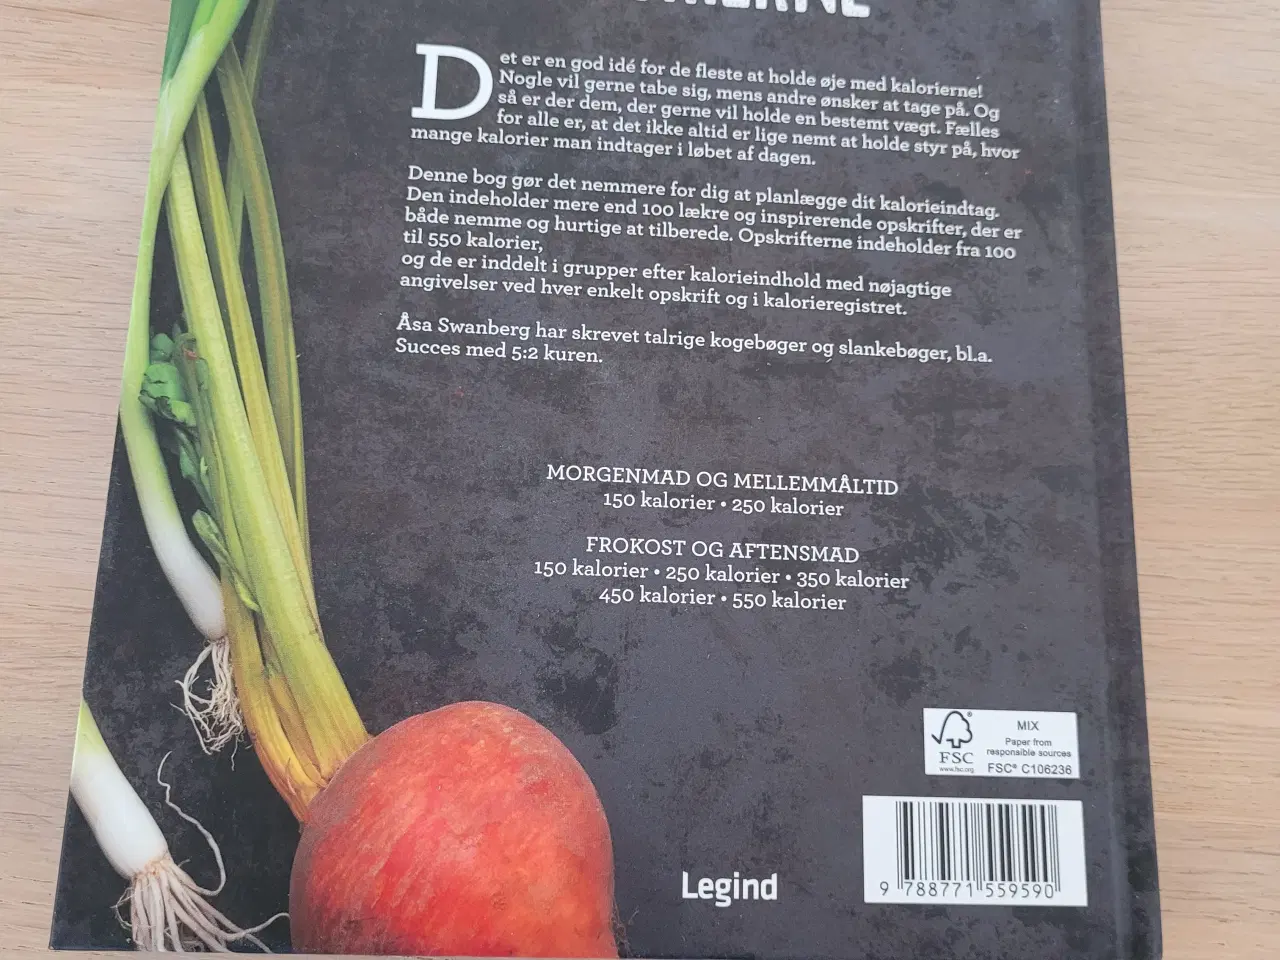 Det er en god idé for de fleste at holde øje med kalorierne!
Nogle vil gerne tabe sig, mens andre ønsker at tage på. Og
så er der dem, der gerne vil holde en bestemt vægt. Fælles
for alle er, at det ikke altid er lige nemt at holde styr på, hvor
mange kalorier man indtager i løbet af dagen.
Denne bog gør det nemmere for dig at planlægge dit kalorieindtag.
Den indeholder mere end 100 lækre og inspirerende opskrifter, der er
både nemme og hurtige at tilberede. Opskrifterne indeholder fra 100
til 550 kalorier,
og de er inddelt i grupper efter kalorieindhold med nøjagtige
angivelser ved hver enkelt opskrift og i kalorieregistret.
Åsa Swanberg har skrevet talrige kogebøger og slankebøger, bl.a.
Succes med 5:2 kuren.
MORGENMAD OG MELLEMMÅLTID
150 kalorier • 250 kalorier
FROKOST OG AFTENSMAD
150 kalorier • 250 kalorier • 350 kalorier
450 kalorier • 550 kalorier
FSC
www.fsc.org
MIX
Paper from
responsible sources
FSC® C106236
Legind
9 788771 559590